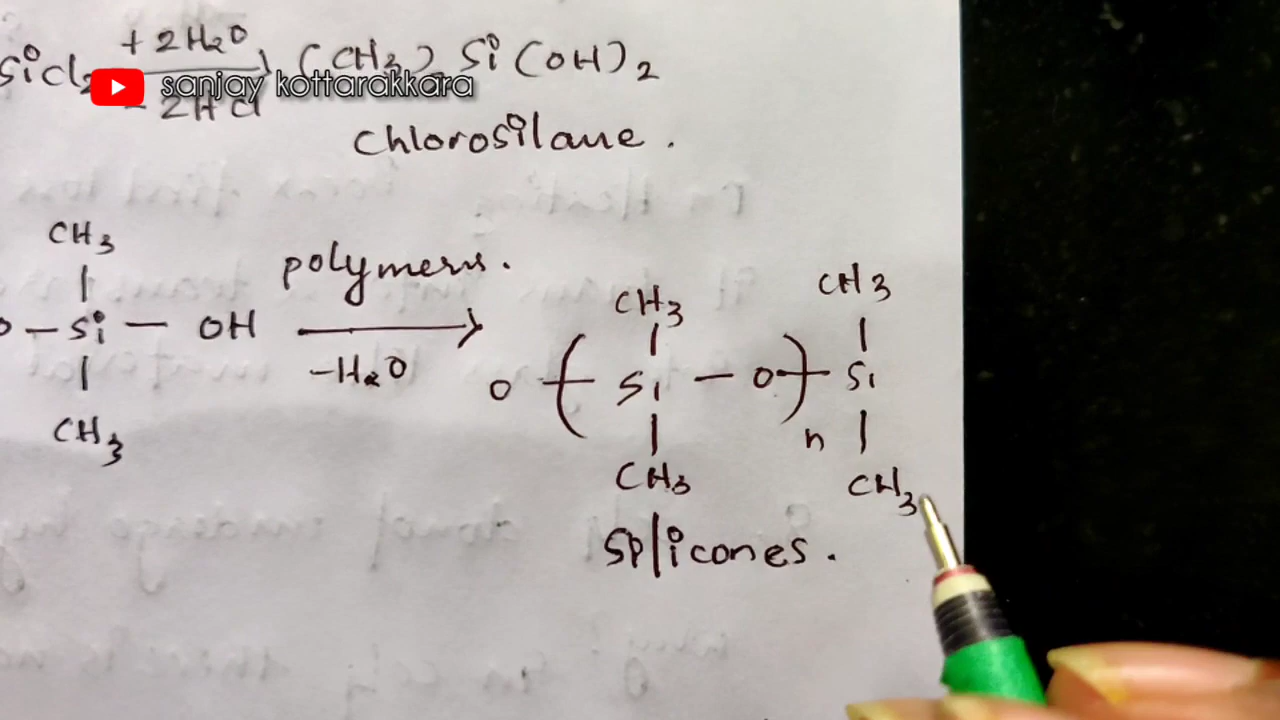 + 2H₂O
SiCl₂ (CH₃)₂ Si(OH)₂
sanjay kottarakkara
- 2HCl
Chlorosilane.
CH₃ polymers. CH₃ CH₃
- Si - OH -H₂O O ( Si - O )n Si
CH₃ CH₃ CH₃
Splicones.